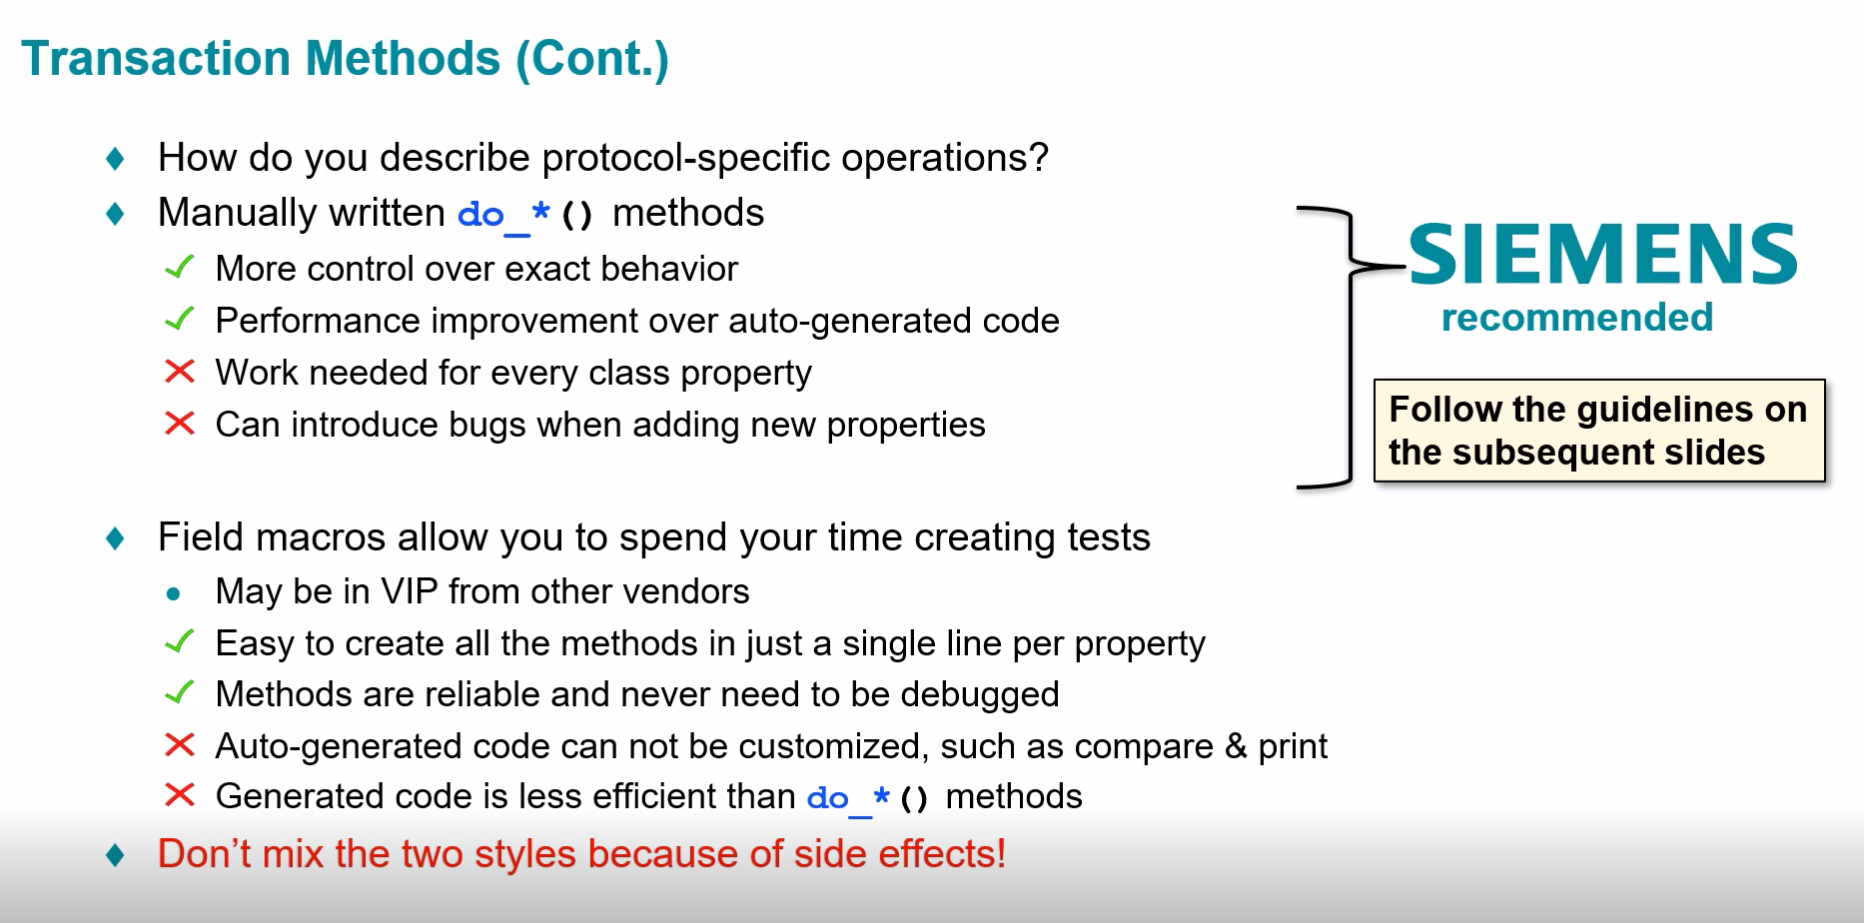 Transaction Methods (Cont.)
How do you describe protocol-specific operations?
Manually written do_*() methods
More control over exact behavior
Performance improvement over auto-generated code
Work needed for every class property
Can introduce bugs when adding new properties
SIEMENS
recommended
Follow the guidelines on
the subsequent slides
Field macros allow you to spend your time creating tests
May be in VIP from other vendors
Easy to create all the methods in just a single line per property
Methods are reliable and never need to be debugged
Auto-generated code can not be customized, such as compare & print
Generated code is less efficient than do_*() methods
Don’t mix the two styles because of side effects!